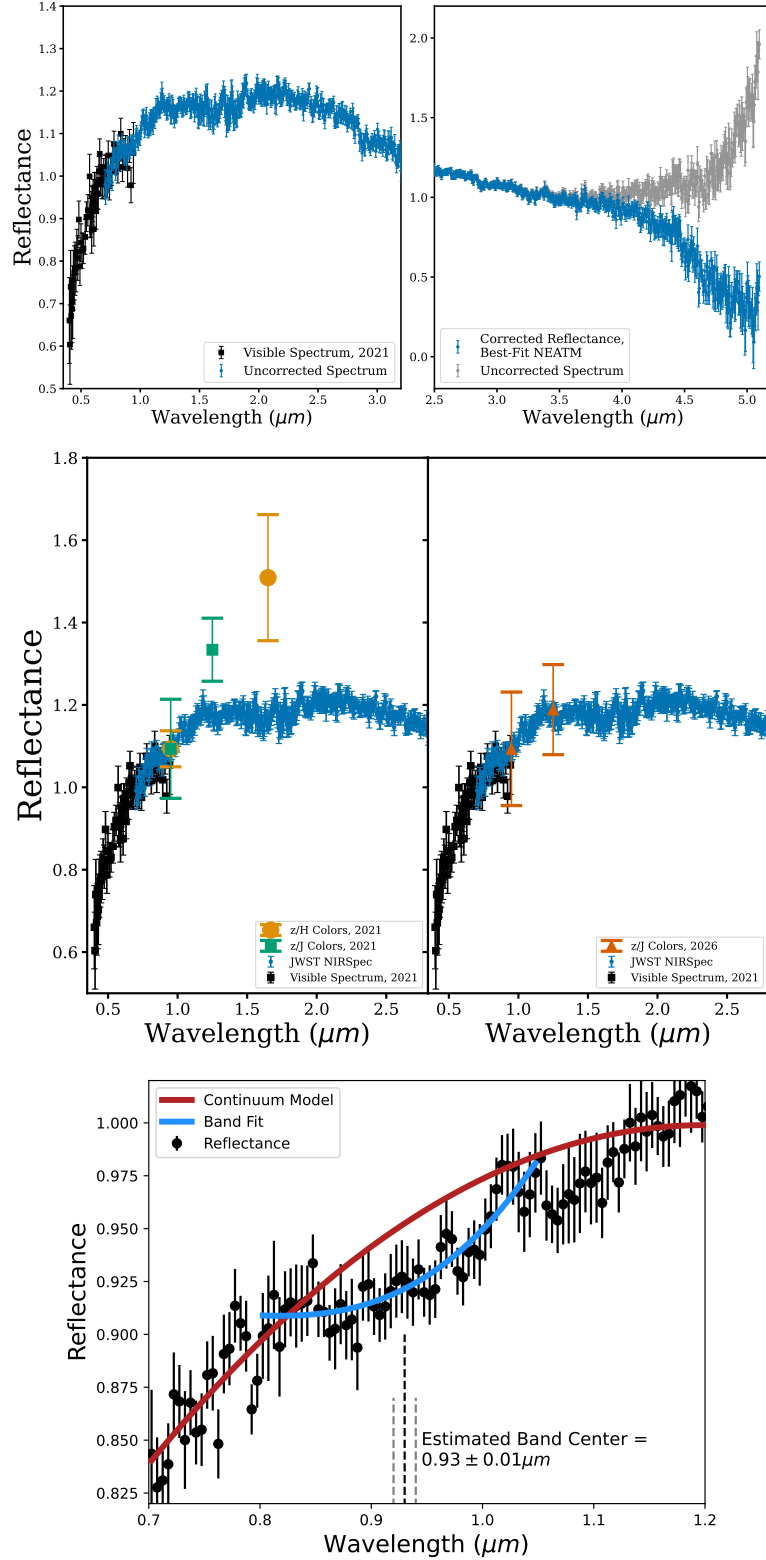 1.4
1.3
1.2
1.1
1.0
0.9
0.8
0.7
0.6
0.5
Reflectance
Visible Spectrum, 2021
Uncorrected Spectrum
0.5 1.0 1.5 2.0 2.5 3.0
Wavelength (μm)
2.0
1.5
1.0
0.5
0.0
Corrected Reflectance,
Best-Fit NEATM
Uncorrected Spectrum
2.5 3.0 3.5 4.0 4.5 5.0
Wavelength (μm)
1.8
1.6
1.4
1.2
1.0
0.8
0.6
Reflectance
z/H Colors, 2021
z/J Colors, 2021
JWST NIRSpec
Visible Spectrum, 2021
0.5 1.0 1.5 2.0 2.5
Wavelength (μm)
z/J Colors, 2026
JWST NIRSpec
Visible Spectrum, 2021
0.5 1.0 1.5 2.0 2.5
Wavelength (μm)
Continuum Model
Band Fit
Reflectance
1.000
0.975
0.950
0.925
0.900
0.875
0.850
0.825
Reflectance
Estimated Band Center =
0.93 ± 0.01μm
0.7 0.8 0.9 1.0 1.1 1.2
Wavelength (μm)